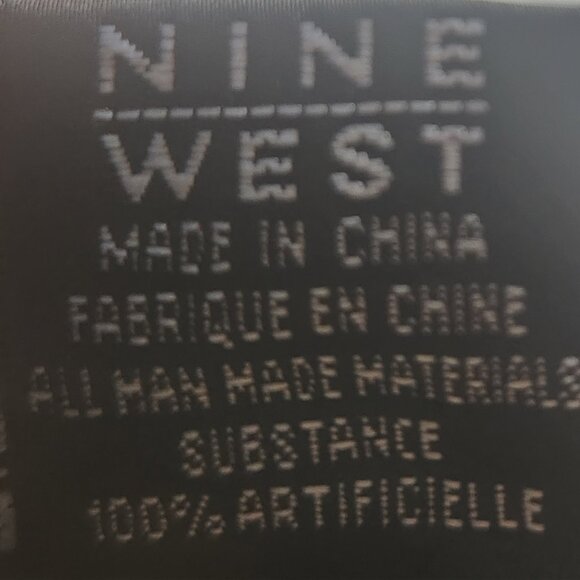 NINE
WEST
MADE IN CHINA
FABRIQUE EN CHINE
ALL MAN MADE MATERIALS
SUBSTANCE
100% ARTIFICIELLE